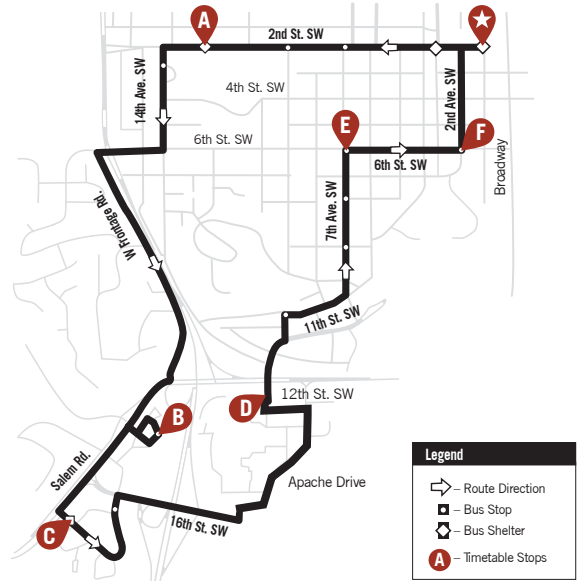 A
2nd St. SW
14th Ave. SW
4th St. SW
2nd Ave. SW
E
F
6th St. SW
6th St. SW
Broadway
W Frontage Rd.
7th Ave. SW
11th St. SW
12th St. SW
D
B
Salem Rd.
Apache Drive
C
16th St. SW
Legend
– Route Direction
– Bus Stop
– Bus Shelter
A – Timetable Stops